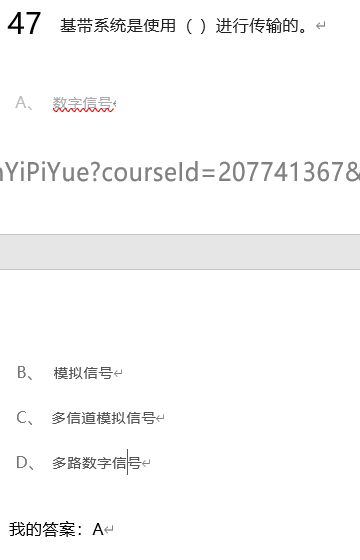 47 基带系统是使用（ ）进行传输的。↵
A、 数字信号↵
nYiPiYue?courseId=207741367&
B、 模拟信号↵
C、 多信道模拟信号↵
D、 多路数字信号↵
我的答案：A↵